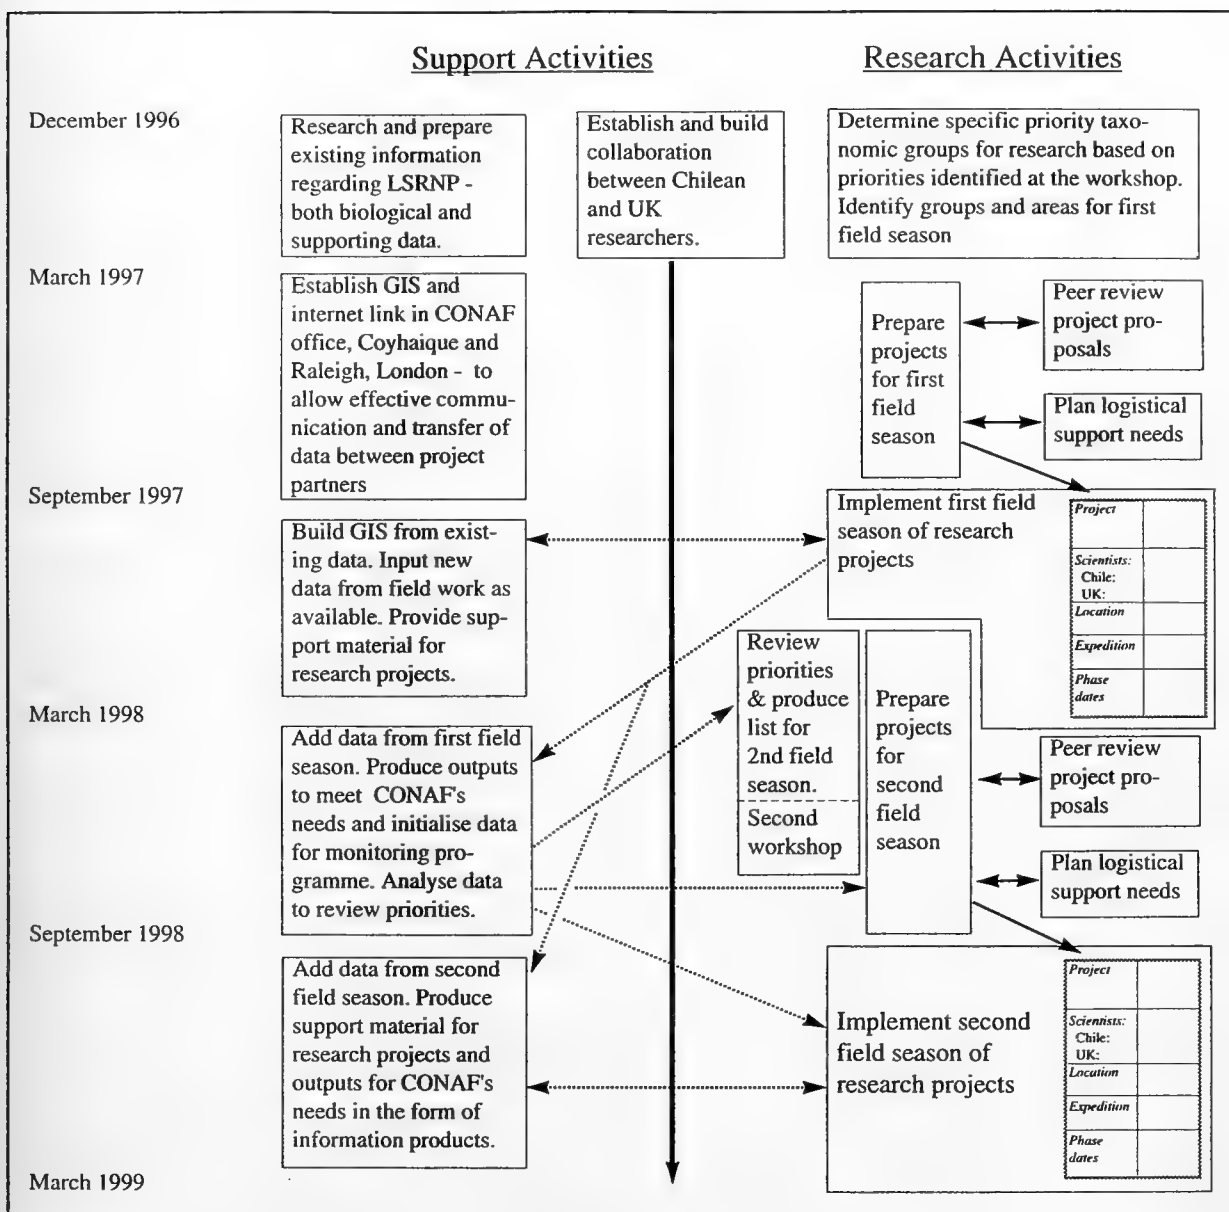 Support Activities
Research Activities
December 1996
Research and prepare
existing information
regarding LSRNP -
both biological and
supporting data.
Establish and build
collaboration
between Chilean
and UK
researchers.
Determine specific priority taxo-
nomic groups for research based on
priorities identified at the workshop.
Identify groups and areas for first
field season
March 1997
Establish GIS and
internet link in CONAF
office, Coyhaique and
Raleigh, London - to
allow effective commu-
nication and transfer of
data between project
partners
Prepare
projects
for first
field
season
Peer review
project pro-
posals
Plan logistical
support needs
September 1997
Build GIS from exist-
ing data. Input new
data from field work as
available. Provide sup-
port material for
research projects.
Implement first field
season of research
projects
Project
Scientists:
Chile:
UK:
Location
Expedition
Phase
dates
March 1998
Add data from first field
season. Produce outputs
to meet CONAF's
needs and initialise data
for monitoring pro-
gramme. Analyse data
to review priorities.
Review
priorities
& produce
list for
2nd field
season.
Second
workshop
Prepare
projects
for
second
field
season
Peer review
project pro-
posals
Plan logistical
support needs
September 1998
Add data from second
field season. Produce
support material for
research projects and
outputs for CONAF's
needs in the form of
information products.
Implement second
field season of
research projects
Project
Scientists:
Chile:
UK:
Location
Expedition
Phase
dates
March 1999